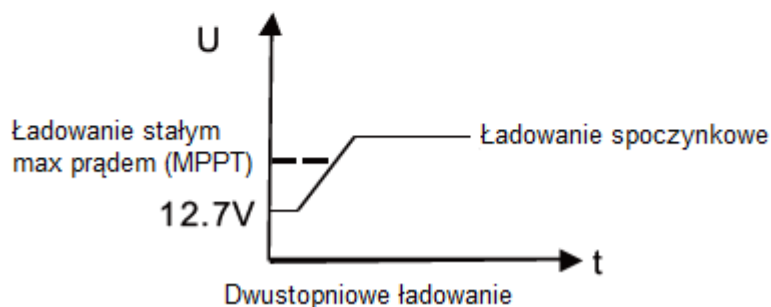 U
Ładowanie stałym
max prądem (MPPT)
Ładowanie spoczynkowe
12.7V
t
Dwustopniowe ładowanie